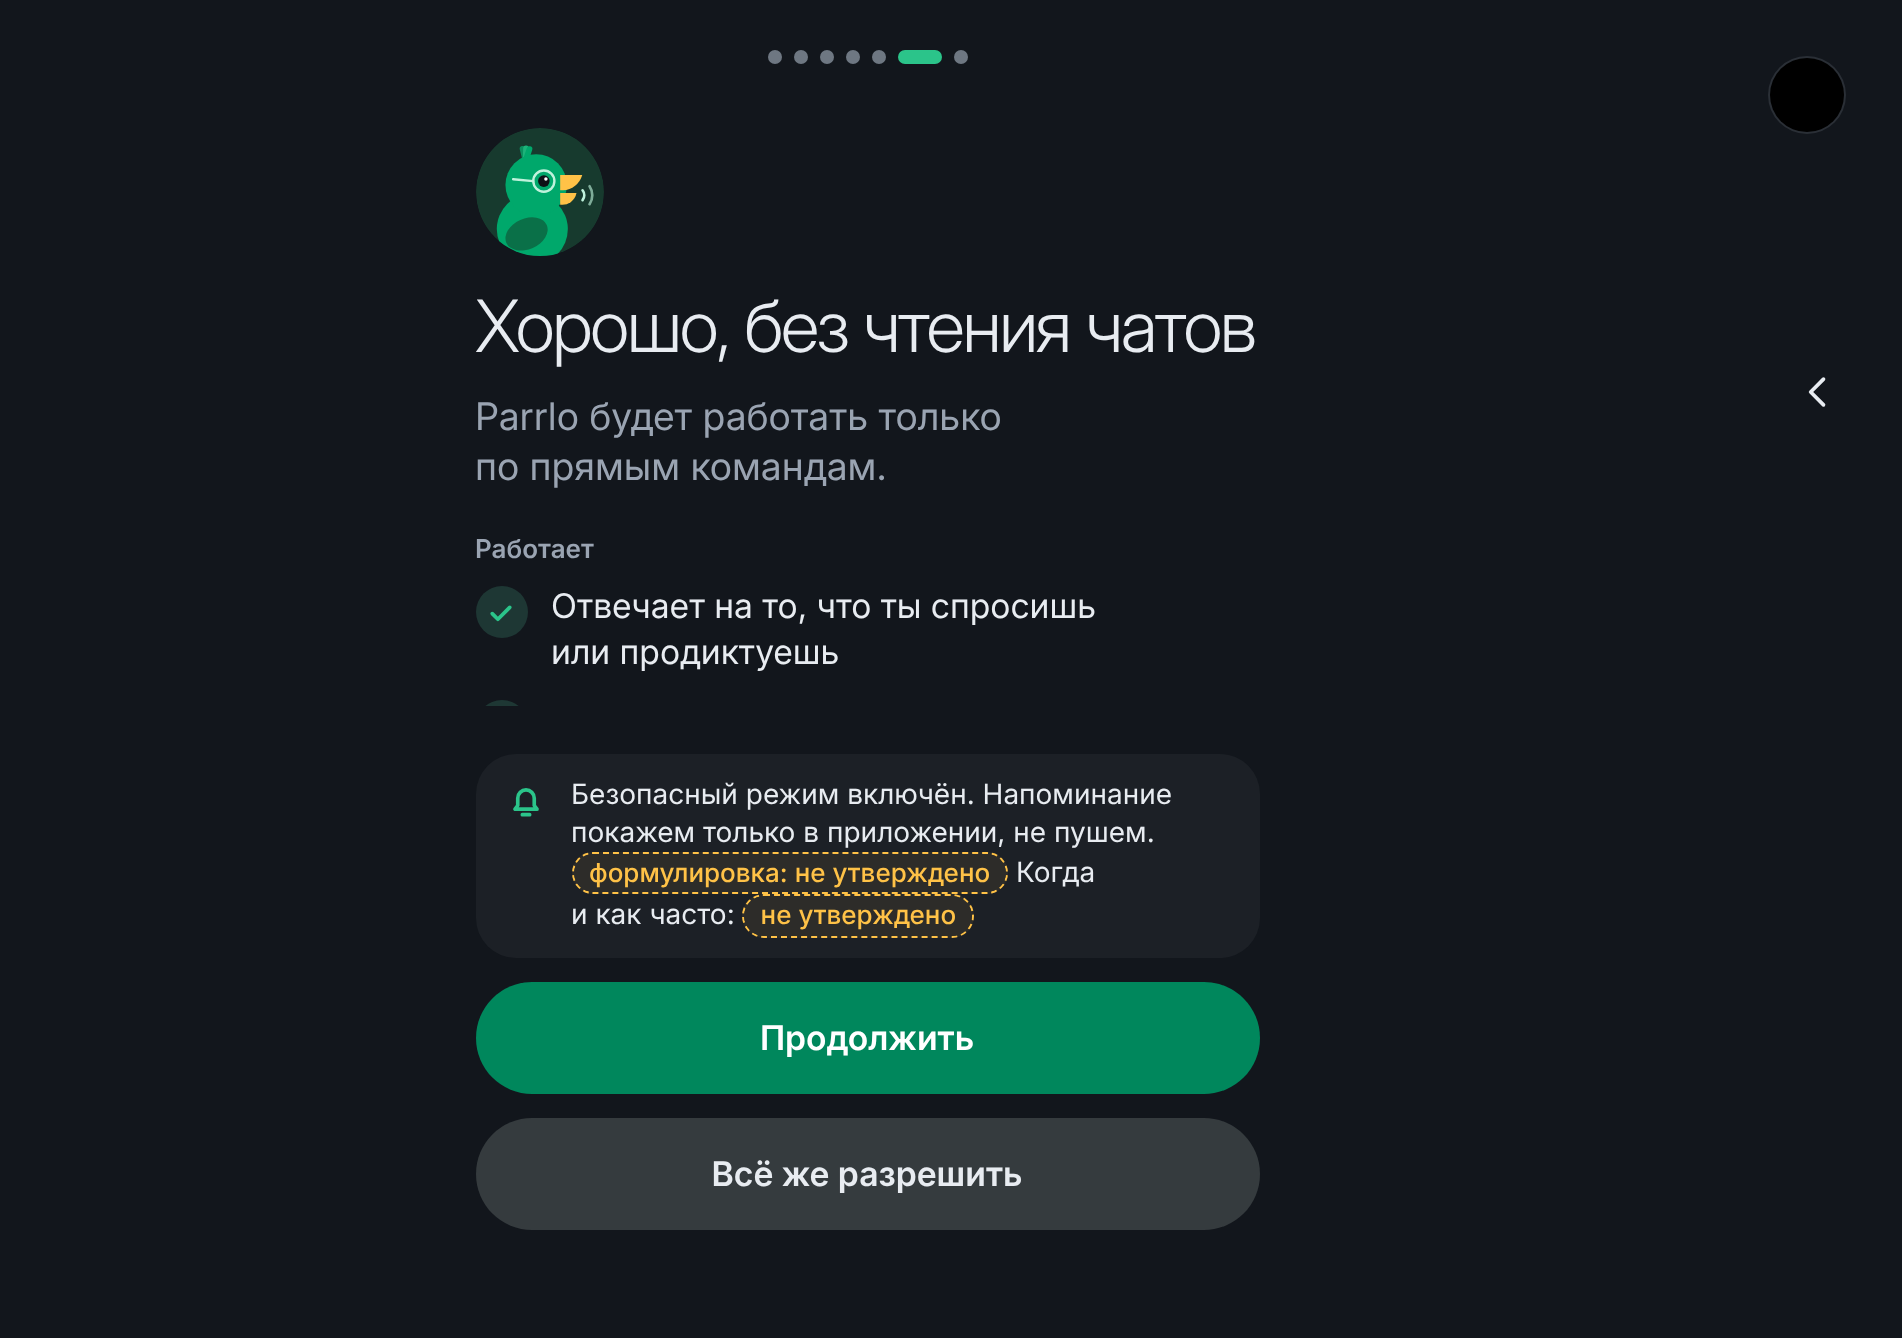 Хорошо, без чтения чатов
Parrlo будет работать только
по прямым командам.
Работает
Отвечает на то, что ты спросишь
или продиктуешь
Безопасный режим включён. Напоминание
покажем только в приложении, не пушем.
формулировка: не утверждено Когда
и как часто: не утверждено
Продолжить
Всё же разрешить